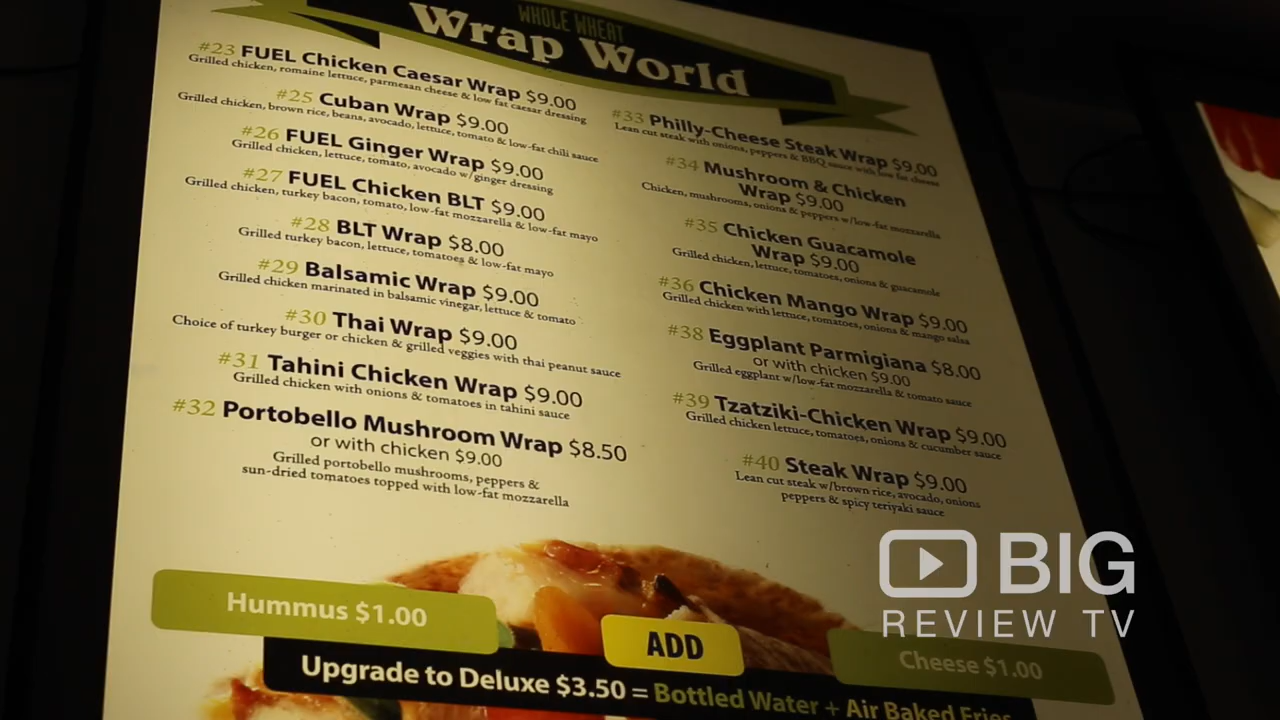 WHOLE WHEAT
Wrap World
#23 FUEL Chicken Caesar Wrap $9.00
Grilled chicken, romaine lettuce, parmesan cheese & low fat caesar dressing
#25 Cuban Wrap $9.00
Grilled chicken, brown rice, beans, avocado, lettuce, tomato & low-fat chili sauce
#26 FUEL Ginger Wrap $9.00
Grilled chicken, lettuce, tomato, avocado w/ginger dressing
#27 FUEL Chicken BLT $9.00
Grilled chicken, turkey bacon, tomato, low-fat mozzarella & low-fat mayo
#28 BLT Wrap $8.00
Grilled turkey bacon, lettuce, tomatoes & low-fat mayo
#29 Balsamic Wrap $9.00
Grilled chicken marinated in balsamic vinegar, lettuce & tomato
#30 Thai Wrap $9.00
Choice of turkey burger or chicken & grilled veggies with thai peanut sauce
#31 Tahini Chicken Wrap $9.00
Grilled chicken with onions & tomatoes in tahini sauce
#32 Portobello Mushroom Wrap $8.50
or with chicken $9.00
Grilled portobello mushrooms, peppers &
sun-dried tomatoes topped with low-fat mozzarella
#33 Philly-Cheese Steak Wrap $9.00
Lean cut steak with onions, peppers & BBQ sauce with low fat cheese
#34 Mushroom & Chicken
Wrap $9.00
Chicken, mushrooms, onions & peppers w/low-fat mozzarella
#35 Chicken Guacamole
Wrap $9.00
Grilled chicken, lettuce, tomatoes, onions & guacamole
#36 Chicken Mango Wrap $9.00
Grilled chicken with lettuce, tomatoes, onions & mango salsa
#38 Eggplant Parmigiana $8.00
or with chicken $9.00
Grilled eggplant w/low-fat mozzarella & tomato sauce
#39 Tzatziki-Chicken Wrap $9.00
Grilled chicken lettuce, tomatoes, onions & cucumber sauce
#40 Steak Wrap $9.00
Lean cut steak w/brown rice, avocado, onions
peppers & spicy teriyaki sauce
Hummus $1.00
ADD
Cheese $1.00
Upgrade to Deluxe $3.50 = Bottled Water + Air Baked Fries
BIG
REVIEW TV